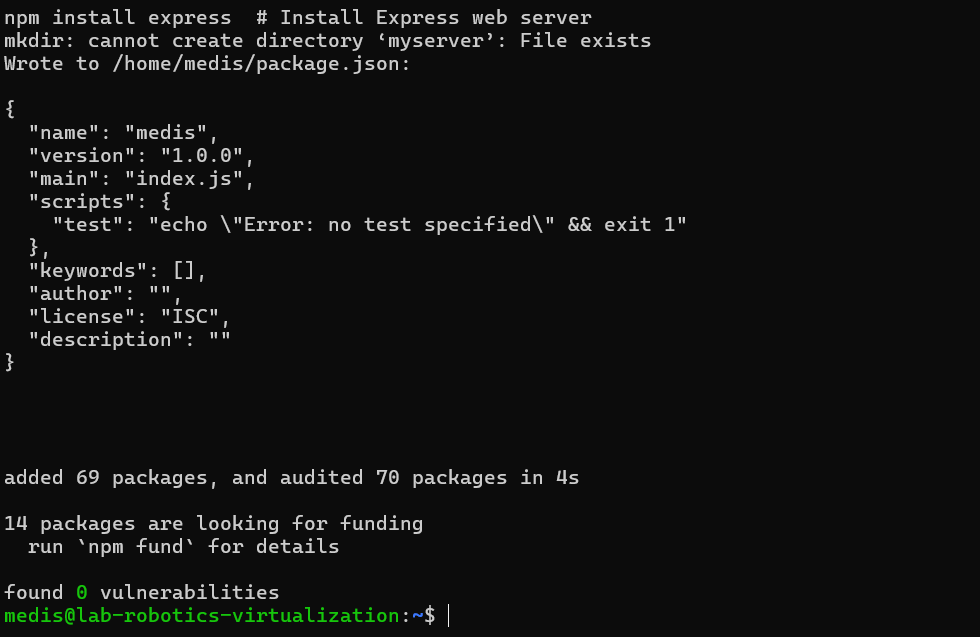 npm install express  # Install Express web server
mkdir: cannot create directory ‘myserver’: File exists
Wrote to /home/medis/package.json:
{
  "name": "medis",
  "version": "1.0.0",
  "main": "index.js",
  "scripts": {
    "test": "echo \"Error: no test specified\" && exit 1"
  },
  "keywords": [],
  "author": "",
  "license": "ISC",
  "description": ""
}
added 69 packages, and audited 70 packages in 4s
14 packages are looking for funding
  run `npm fund` for details
found 0 vulnerabilities
medis@lab-robotics-virtualization:~$